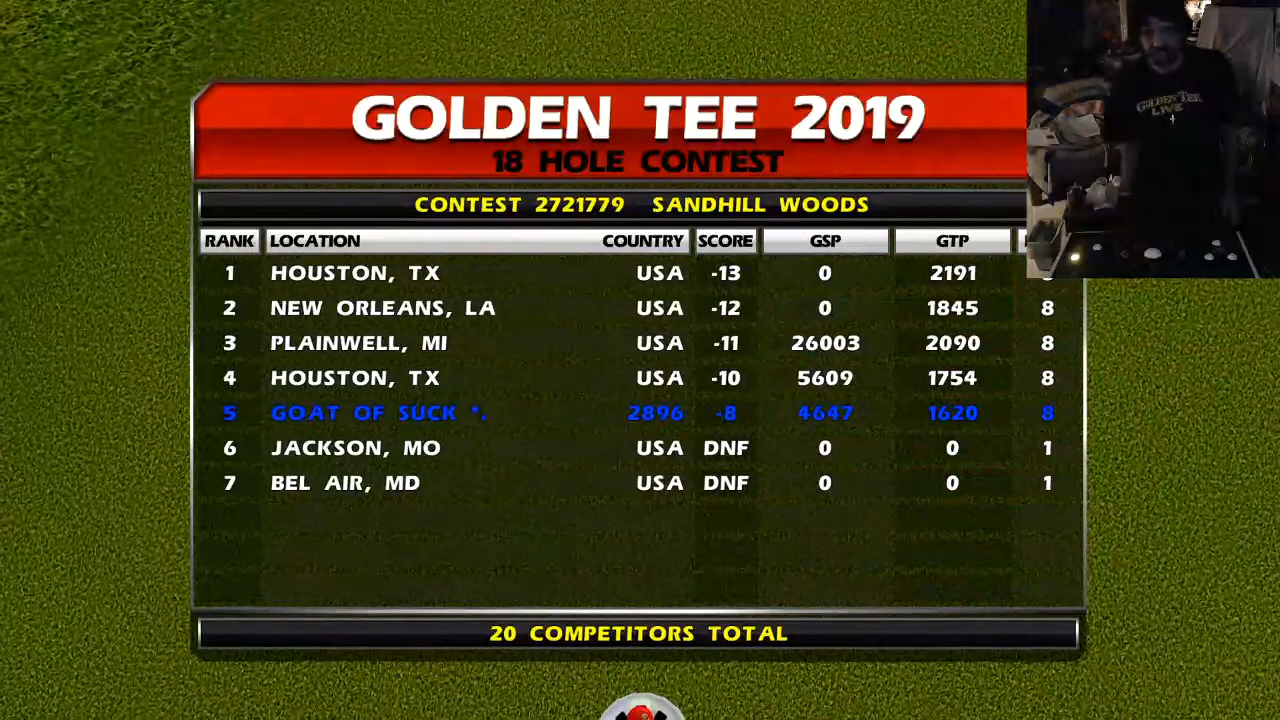 GOLDEN TEE 2019
18 HOLE CONTEST
CONTEST 2721779 SANDHILL WOODS
RANK LOCATION COUNTRY SCORE GSP GTP
1 HOUSTON, TX USA -13 0 2191
2 NEW ORLEANS, LA USA -12 0 1845 8
3 PLAINWELL, MI USA -11 26003 2090 8
4 HOUSTON, TX USA -10 5609 1754 8
5 GOAT OF SUCK *. 2896 -8 4647 1620 8
6 JACKSON, MO USA DNF 0 0 1
7 BEL AIR, MD USA DNF 0 0 1
20 COMPETITORS TOTAL
GOLDEN TEE
LIVE